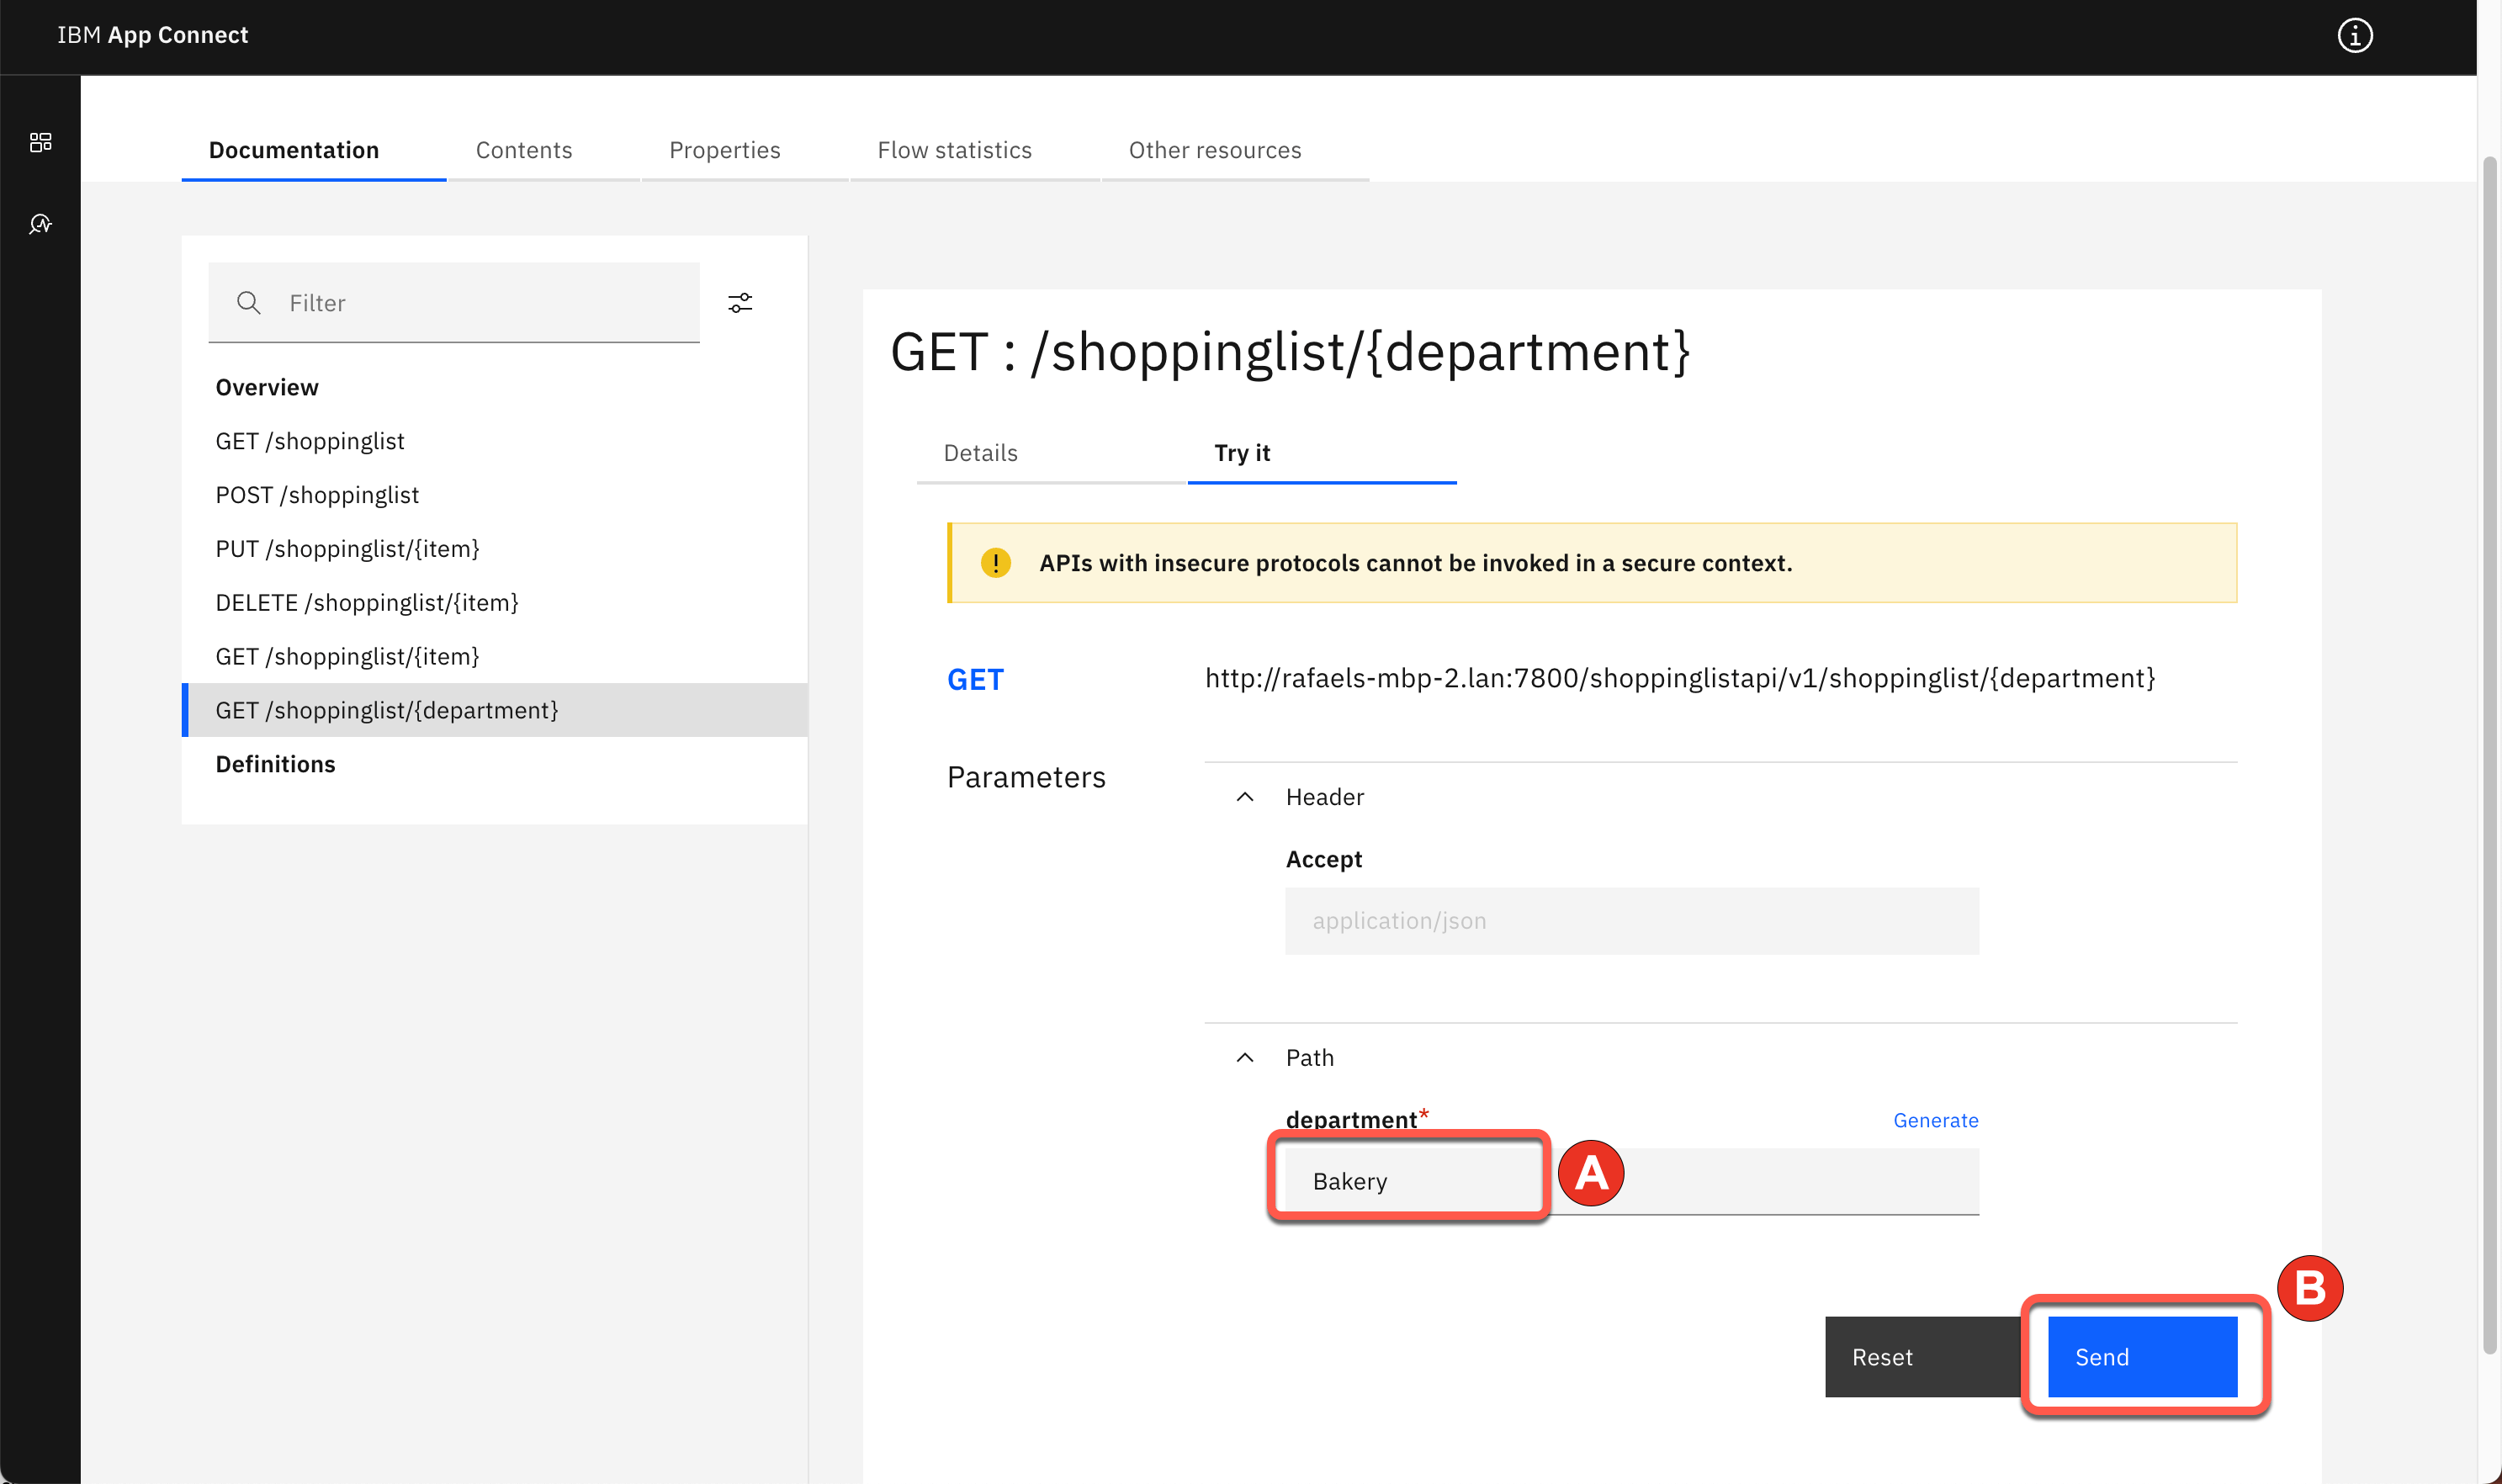 IBM App Connect
Documentation
Contents
Properties
Flow statistics
Other resources
Filter
Overview
GET /shoppinglist
POST /shoppinglist
PUT /shoppinglist/{item}
DELETE /shoppinglist/{item}
GET /shoppinglist/{item}
GET /shoppinglist/{department}
Definitions
GET : /shoppinglist/{department}
Details
Try it
APIs with insecure protocols cannot be invoked in a secure context.
GET
http://rafaels-mbp-2.lan:7800/shoppinglistapi/v1/shoppinglist/{department}
Parameters
Header
Accept
application/json
Path
department*
Generate
Bakery
A
B
Reset
Send